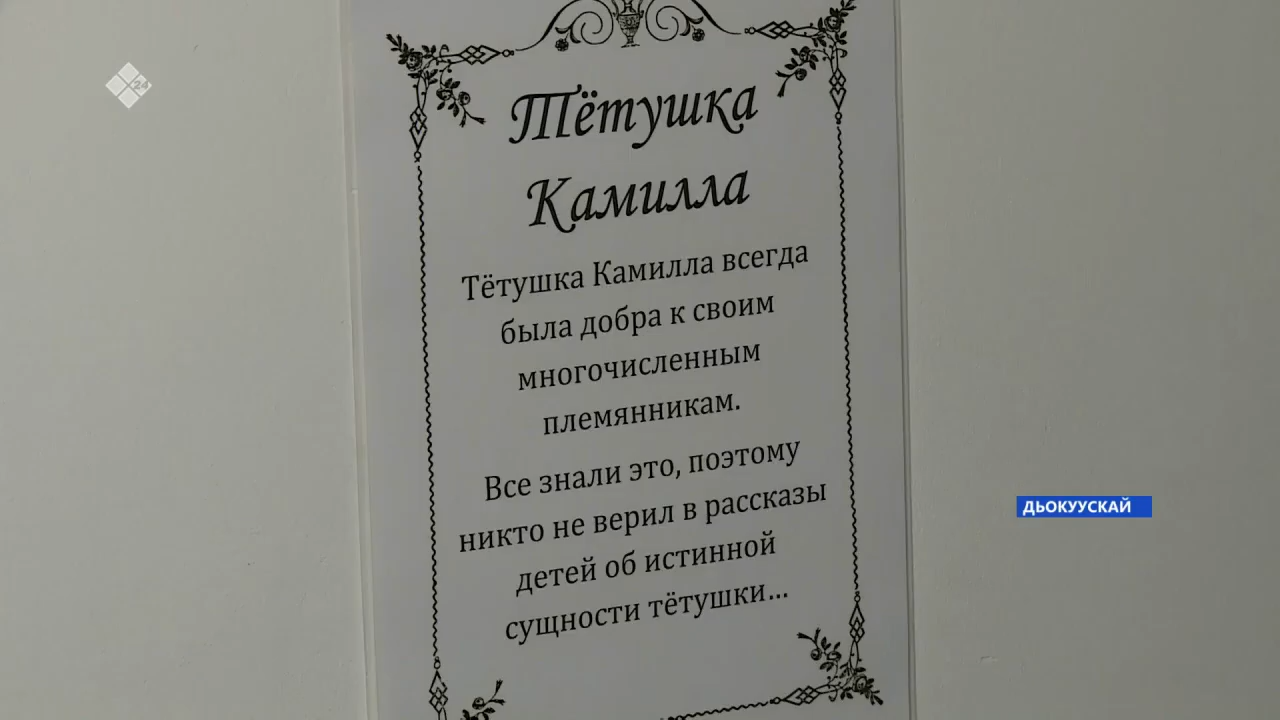 24
Тётушка
Камилла
Тётушка Камилла всегда
была добра к своим
многочисленным
племянникам.
Все знали это, поэтому
никто не верил в рассказы
детей об истинной
сущности тётушки...
ДЬОКУУСКАЙ